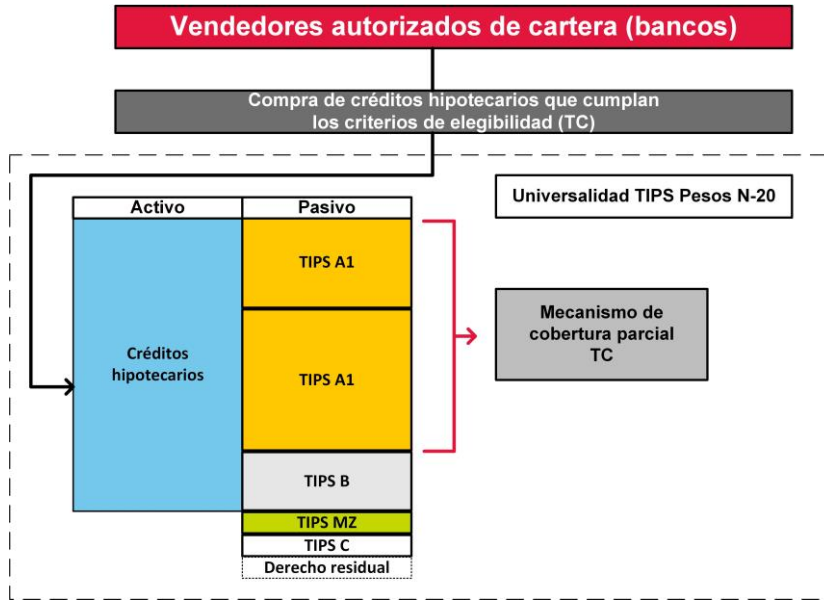 Vendedores autorizados de cartera (bancos)
Compra de créditos hipotecarios que cumplan
los criterios de elegibilidad (TC)
Universalidad TIPS Pesos N-20
Activo
Pasivo
TIPS A1
Mecanismo de
cobertura parcial
TC
Créditos
hipotecarios
TIPS A1
TIPS B
TIPS MZ
TIPS C
Derecho residual